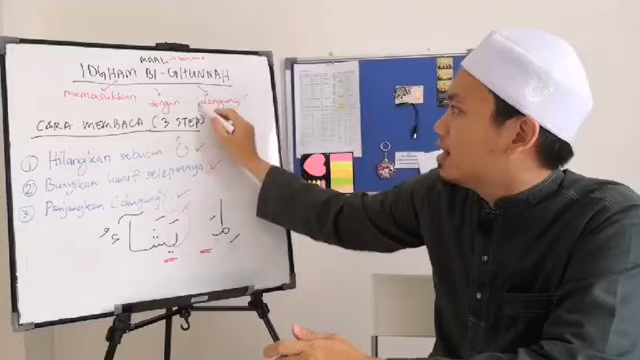 MAAL
IDGHAM BI-GHUNNAH
memasukkan dengan dengung
CARA MEMBACA (3 STEP)
① Hilangkan sebutan نْ
② Bunyikan huruf selepasnya
③ Panjangkan (dengung)
لِمَ يَشَآءُ